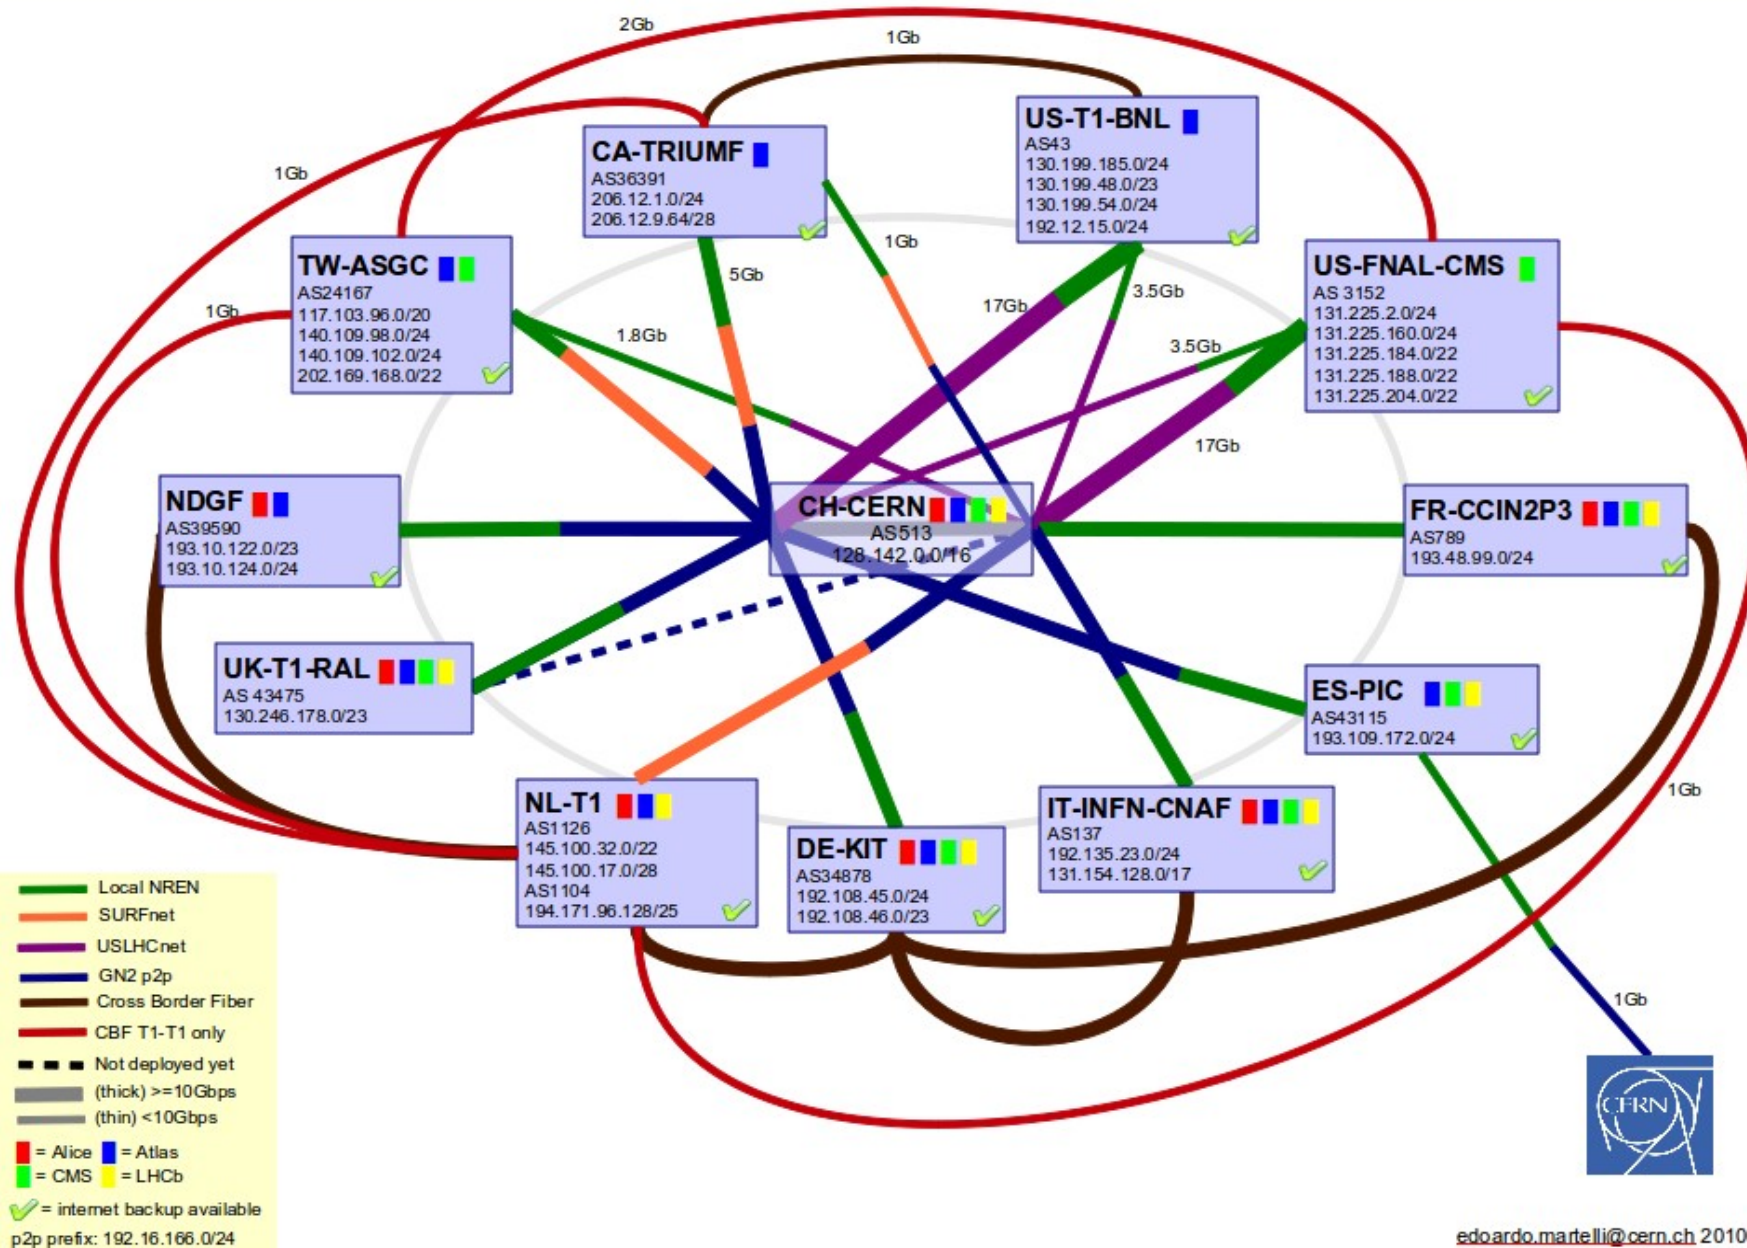 2Gb
1Gb
1Gb
1Gb
CA-TRIUMF
AS36391
206.12.1.0/24
206.12.9.64/28
US-T1-BNL
AS43
130.199.185.0/24
130.199.48.0/23
130.199.54.0/24
192.12.15.0/24
TW-ASGC
AS24167
117.103.96.0/20
140.109.98.0/24
140.109.102.0/24
202.169.168.0/22
US-FNAL-CMS
AS 3152
131.225.2.0/24
131.225.160.0/24
131.225.184.0/22
131.225.188.0/22
131.225.204.0/22
1Gb
5Gb
1.8Gb
17Gb
3.5Gb
3.5Gb
17Gb
NDGF
AS39590
193.10.122.0/23
193.10.124.0/24
CH-CERN
AS513
128.142.0.0/16
FR-CCIN2P3
AS789
193.48.99.0/24
UK-T1-RAL
AS 43475
130.246.178.0/23
ES-PIC
AS43115
193.109.172.0/24
NL-T1
AS1126
145.100.32.0/22
145.100.17.0/28
AS1104
194.171.96.128/25
DE-KIT
AS34878
192.108.45.0/24
192.108.46.0/23
IT-INFN-CNAF
AS137
192.135.23.0/24
131.154.128.0/17
1Gb
1Gb
CERN
Local NREN
SURFnet
USLHCnet
GN2 p2p
Cross Border Fiber
CBF T1-T1 only
Not deployed yet
(thick) >=10Gbps
(thin) <10Gbps
= Alice = Atlas
= CMS = LHCb
= internet backup available
p2p prefix: 192.16.166.0/24
edoardo.martelli@cern.ch 2010